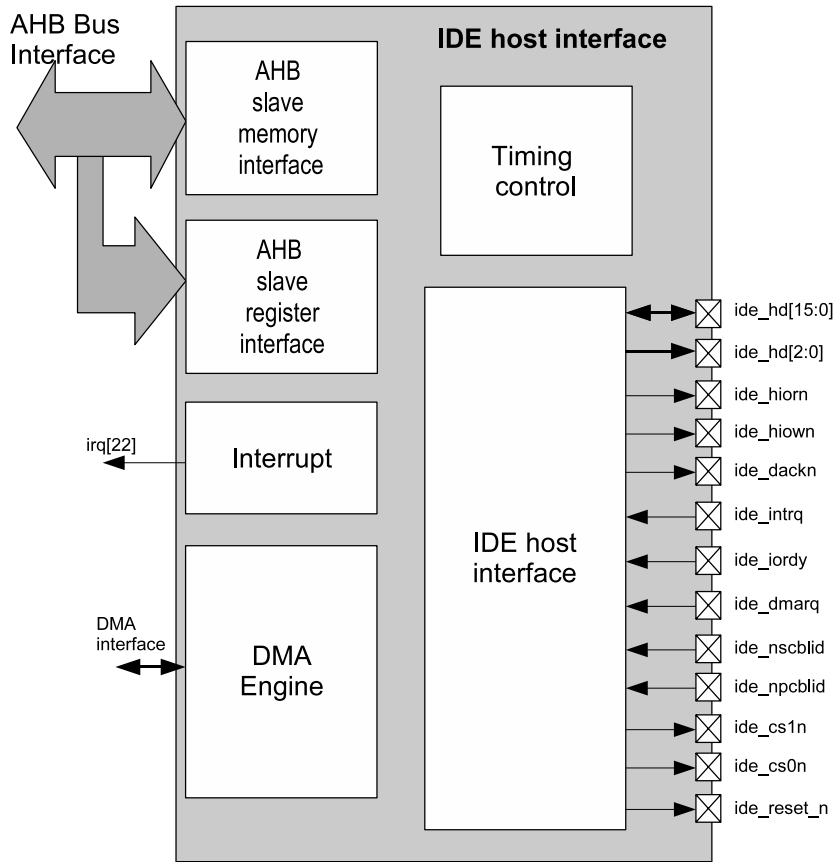 AHB Bus
Interface
IDE host interface
AHB
slave
memory
interface
Timing
control
AHB
slave
register
interface
irq[22]
Interrupt
DMA
interface
DMA
Engine
IDE host
interface
ide_hd[15:0]
ide_hd[2:0]
ide_hiorn
ide_hiown
ide_dackn
ide_intrq
ide_iordy
ide_dmarq
ide_nscblid
ide_npcblid
ide_cs1n
ide_cs0n
ide_reset_n